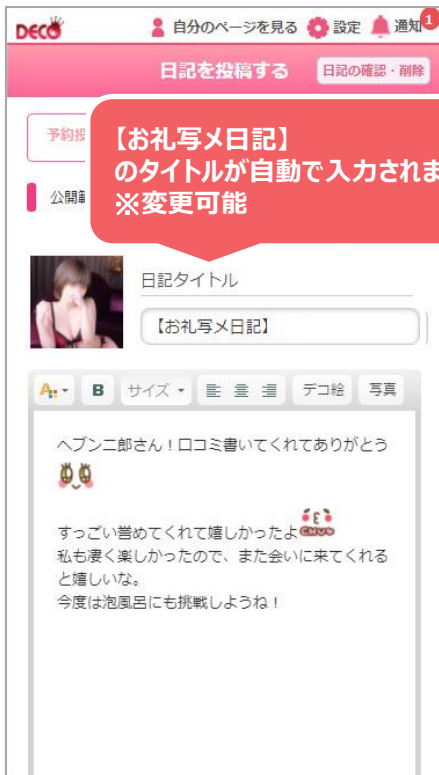 DECO
自分のページを見る 設定 通知 1
日記を投稿する 日記の確認・削除
予約投
【お礼写メ日記】
のタイトルが自動で入力されま
※変更可能
公開範
日記タイトル
【お礼写メ日記】
A B サイズ デコ絵 写真
ヘブン二郎さん！口コミ書いてくれてありがとう
すっごい誉めてくれて嬉しかったよ
CHUO
私も凄く楽しかったので、また会いに来てくれる
と嬉しいな。
今度は泡風呂にも挑戦しようね！